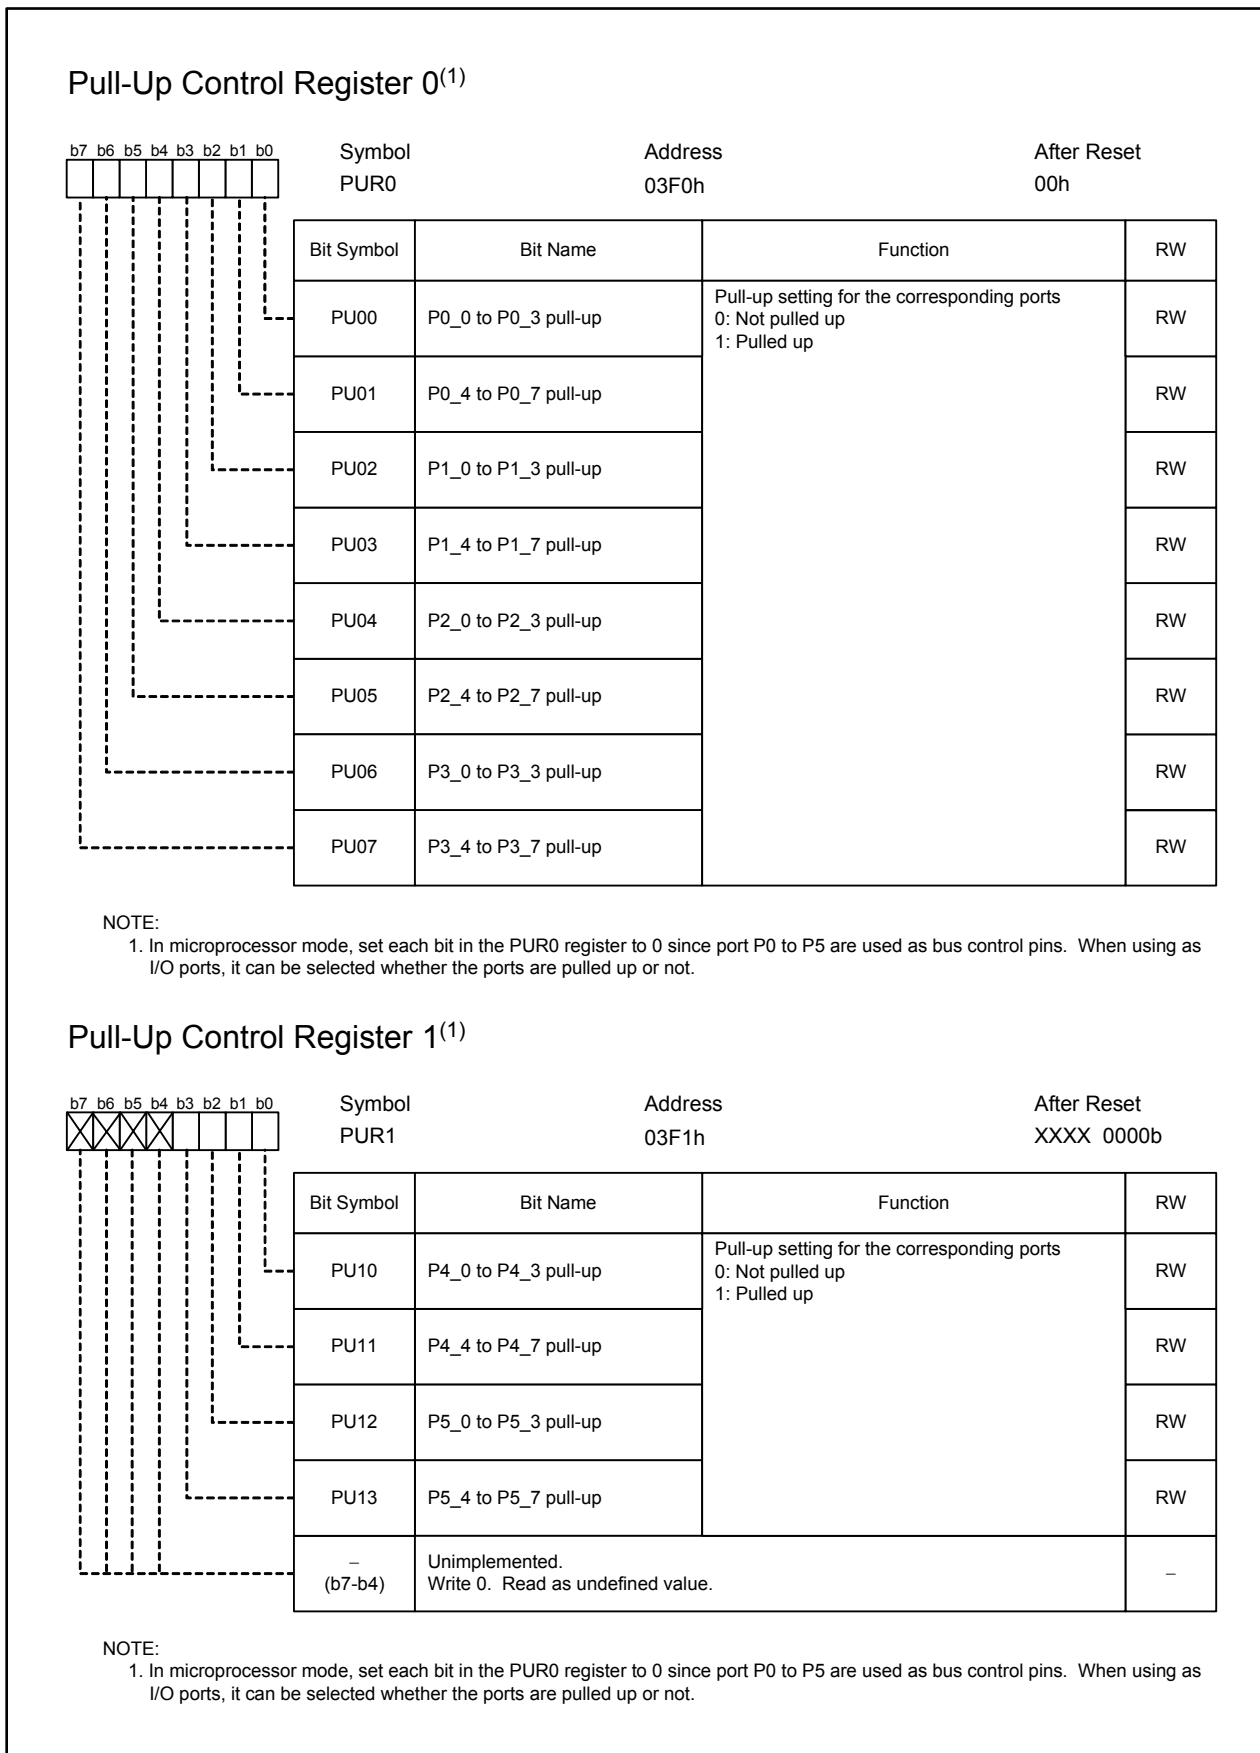 Pull-Up Control Register 0(1)
b7 b6 b5 b4 b3 b2 b1 b0
Symbol Address After Reset
PUR0 03F0h 00h
Bit Symbol Bit Name Function RW
PU00 P0_0 to P0_3 pull-up Pull-up setting for the corresponding ports RW
0: Not pulled up
1: Pulled up
PU01 P0_4 to P0_7 pull-up RW
PU02 P1_0 to P1_3 pull-up RW
PU03 P1_4 to P1_7 pull-up RW
PU04 P2_0 to P2_3 pull-up RW
PU05 P2_4 to P2_7 pull-up RW
PU06 P3_0 to P3_3 pull-up RW
PU07 P3_4 to P3_7 pull-up RW
NOTE:
1. In microprocessor mode, set each bit in the PUR0 register to 0 since port P0 to P5 are used as bus control pins. When using as
I/O ports, it can be selected whether the ports are pulled up or not.
Pull-Up Control Register 1(1)
b7 b6 b5 b4 b3 b2 b1 b0
Symbol Address After Reset
PUR1 03F1h XXXX 0000b
Bit Symbol Bit Name Function RW
PU10 P4_0 to P4_3 pull-up Pull-up setting for the corresponding ports RW
0: Not pulled up
1: Pulled up
PU11 P4_4 to P4_7 pull-up RW
PU12 P5_0 to P5_3 pull-up RW
PU13 P5_4 to P5_7 pull-up RW
– Unimplemented. –
(b7-b4) Write 0. Read as undefined value.
NOTE:
1. In microprocessor mode, set each bit in the PUR0 register to 0 since port P0 to P5 are used as bus control pins. When using as
I/O ports, it can be selected whether the ports are pulled up or not.